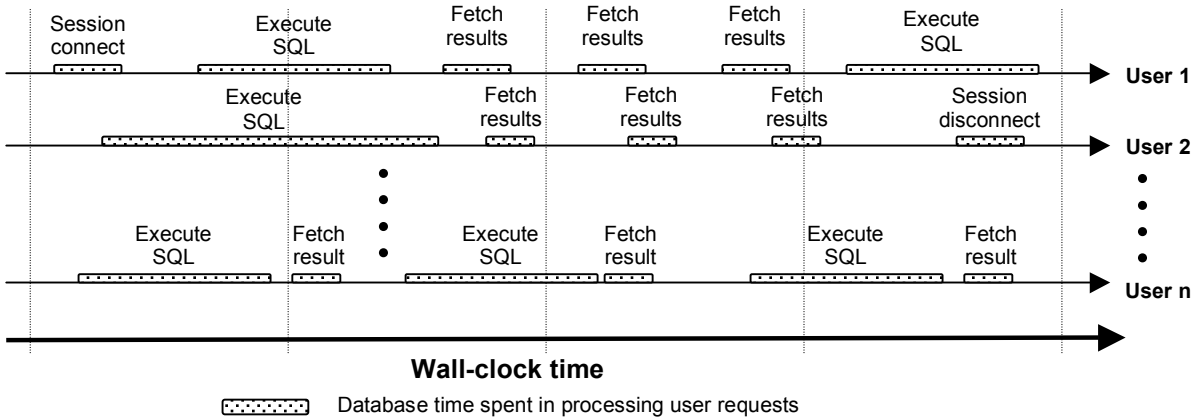 Session connect
Execute SQL
Fetch results
Fetch results
Fetch results
Execute SQL
User 1
Execute SQL
Fetch results
Fetch results
Fetch results
Session disconnect
User 2
Execute SQL
Fetch result
Execute SQL
Fetch result
Execute SQL
Fetch result
User n
Wall-clock time
Database time spent in processing user requests